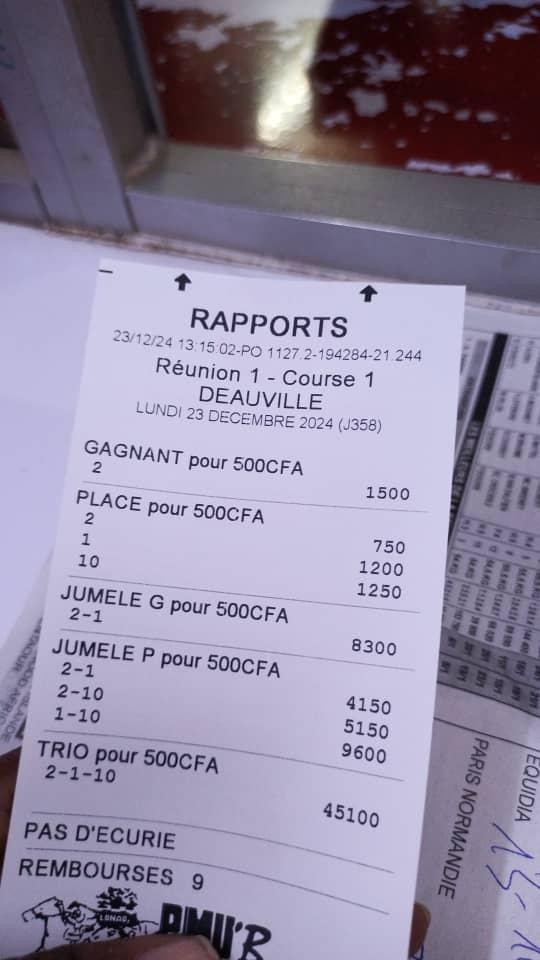 RAPPORTS
23/12/24 13:15:02-PO 1127.2-194284-21.244
Réunion 1 - Course 1
DEAUVILLE
LUNDI 23 DECEMBRE 2024 (J358)
GAGNANT pour 500CFA
2 1500
PLACE pour 500CFA
2 750
1 1200
10 1250
JUMELE G pour 500CFA
2-1 8300
JUMELE P pour 500CFA
2-1 4150
2-10 5150
1-10 9600
TRIO pour 500CFA
2-1-10 45100
PAS D'ECURIE
REMBOURSES 9
LONAB
PMU'B
EQUIDIA
PARIS NORMANDIE